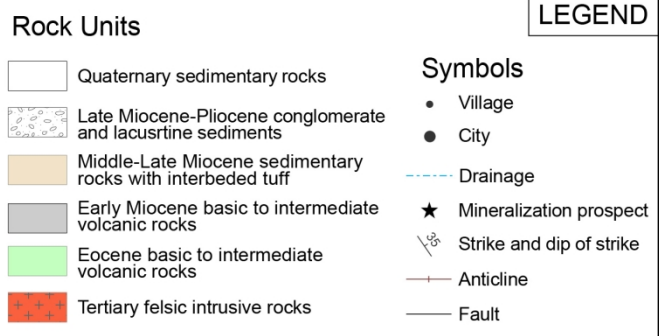 LEGEND
Rock Units
Quaternary sedimentary rocks
Late Miocene-Pliocene conglomerate
and lacusrtine sediments
Middle-Late Miocene sedimentary
rocks with interbeded tuff
Early Miocene basic to intermediate
volcanic rocks
Eocene basic to intermediate
volcanic rocks
Tertiary felsic intrusive rocks
Symbols
Village
City
Drainage
Mineralization prospect
35
Strike and dip of strike
Anticline
Fault